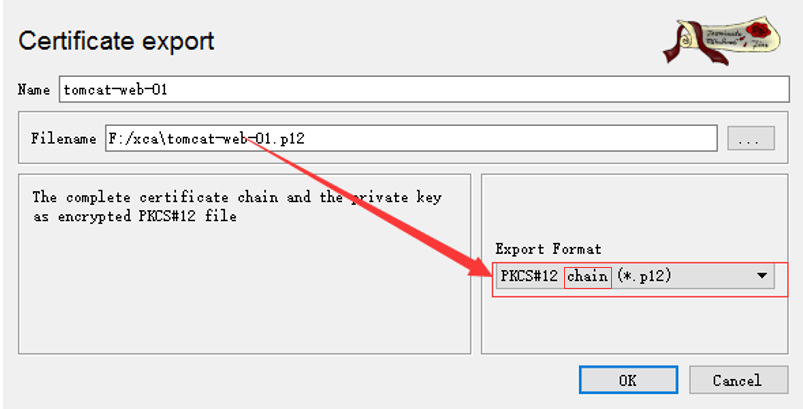 Certificate export
Name tomcat-web-01
Filename F:/xca\tomcat-web-01.p12 ...
The complete certificate chain and the private key
as encrypted PKCS#12 file
Export Format
PKCS#12 chain (*.p12)
OK Cancel